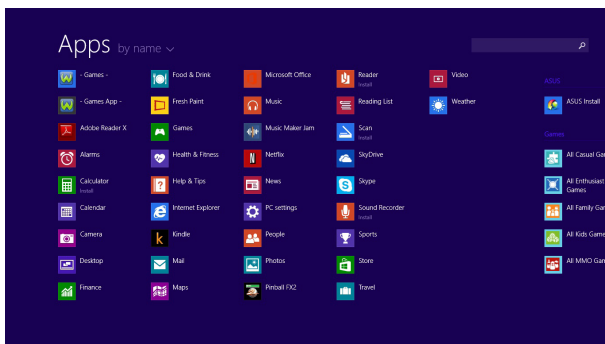 Apps by name
- Games -
- Games App -
Adobe Reader X
Alarms
Calculator
Install
Calendar
Camera
Desktop
Finance
Food & Drink
Fresh Paint
Games
Health & Fitness
Help & Tips
Internet Explorer
Kindle
Mail
Maps
Microsoft Office
Music
Music Maker Jam
Netflix
News
PC settings
People
Photos
Pinball FX2
Reader
Install
Reading List
Scan
Install
SkyDrive
Skype
Sound Recorder
Install
Sports
Store
Travel
Video
Weather
ASUS
ASUS Install
Games
All Casual Gar
All Enthusiast
Games
All Family Gar
All Kids Game
All MMO Gan